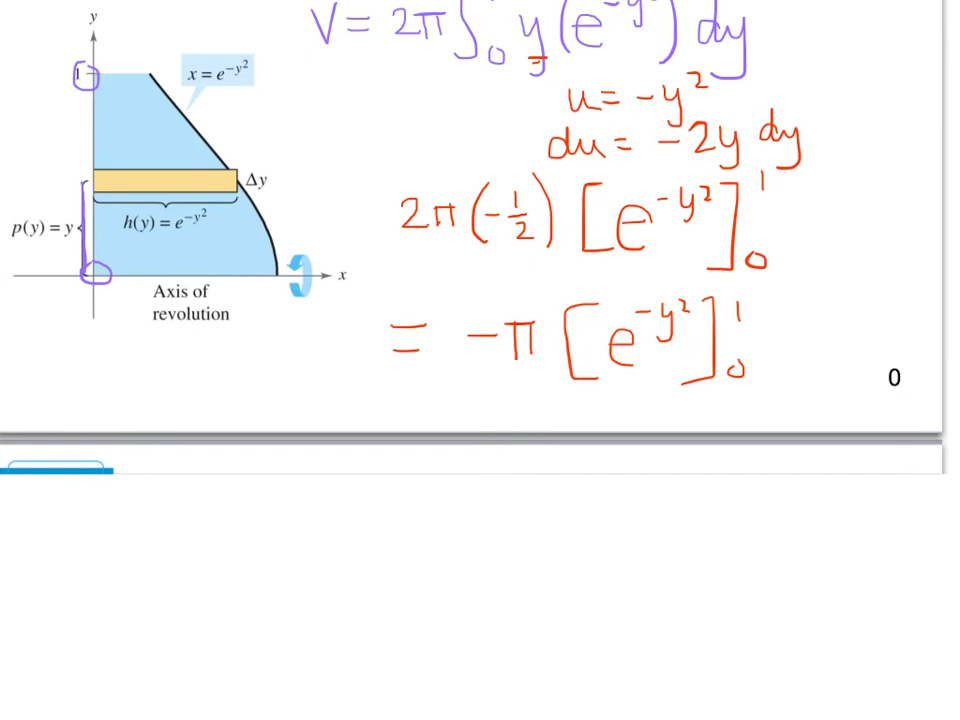 V = 2π∫₀ y(e^-y²) dy
y
1
x = e^-y²
u = -y²
du = -2y dy
Δy
2π(-1/2) [e^-y²]₀¹
h(y) = e^-y²
p(y) = y
x
Axis of
revolution
= -π [e^-y²]₀¹
0